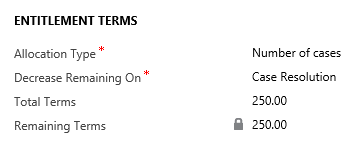 ENTITLEMENT TERMS
Allocation Type* Number of cases
Decrease Remaining On* Case Resolution
Total Terms 250.00
Remaining Terms 250.00